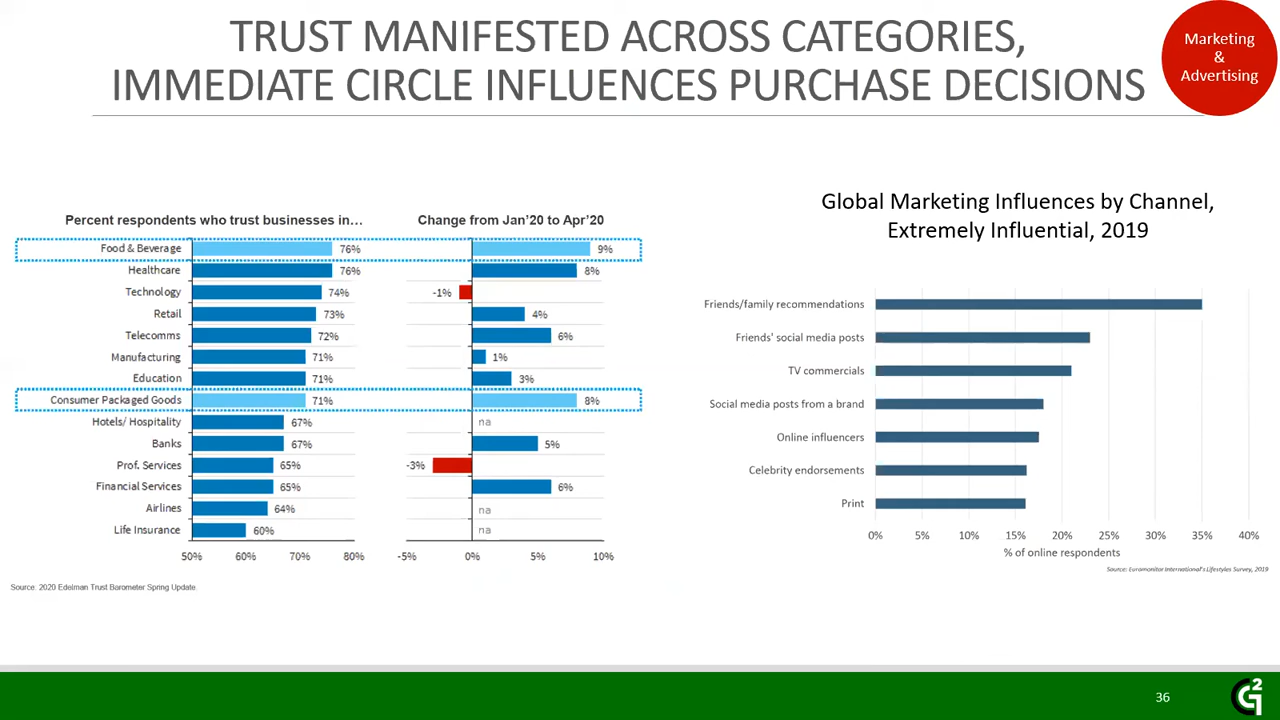 TRUST MANIFESTED ACROSS CATEGORIES,
IMMEDIATE CIRCLE INFLUENCES PURCHASE DECISIONS
Marketing
&
Advertising
Percent respondents who trust businesses in…
Change from Jan'20 to Apr'20
Food & Beverage 76% 9%
Healthcare 76% 8%
Technology 74% -1%
Retail 73% 4%
Telecomms 72% 6%
Manufacturing 71% 1%
Education 71% 3%
Consumer Packaged Goods 71% 8%
Hotels/ Hospitality 67% na
Banks 67% 5%
Prof. Services 65% -3%
Financial Services 65% 6%
Airlines 64% na
Life Insurance 60% na
50% 60% 70% 80% -5% 0% 5% 10%
Source: 2020 Edelman Trust Barometer Spring Update.
Global Marketing Influences by Channel,
Extremely Influential, 2019
Friends/family recommendations
Friends' social media posts
TV commercials
Social media posts from a brand
Online influencers
Celebrity endorsements
Print
0% 5% 10% 15% 20% 25% 30% 35% 40%
% of online respondents
Source: Euromonitor International's Lifestyles Survey, 2019
36
G2